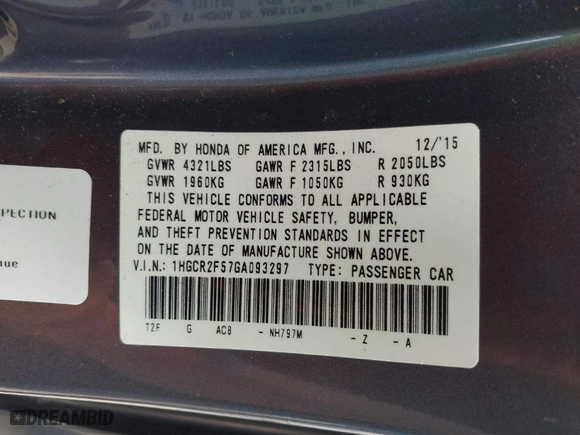 MFD. BY HONDA OF AMERICA MFG., INC. 12/'15
GVWR 4321LBS GAWR F 2315LBS R 2050LBS
GVWR 1960KG GAWR F 1050KG R 930KG
THIS VEHICLE CONFORMS TO ALL APPLICABLE
FEDERAL MOTOR VEHICLE SAFETY, BUMPER,
AND THEFT PREVENTION STANDARDS IN EFFECT
ON THE DATE OF MANUFACTURE SHOWN ABOVE.
V.I.N.: 1HGCR2F57GA093297 TYPE: PASSENGER CAR
T2F G AC8 - NH797M - Z - A
PECTION
nue
DREAMBID